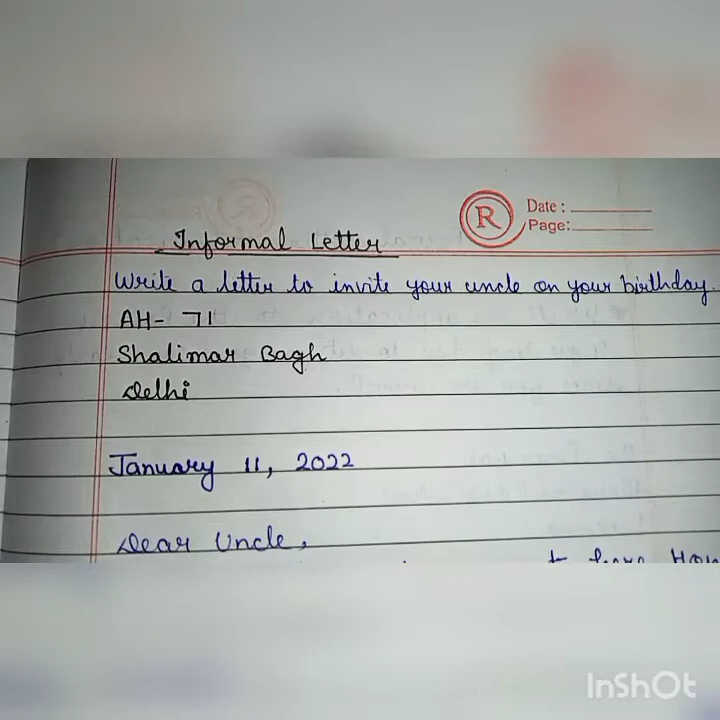 R
Date :
Page:
Informal Letter
Write a letter to invite your uncle on your birthday.
AH- 71
Shalimar Bagh
Delhi
January 11, 2022
Dear Uncle,
InShOt